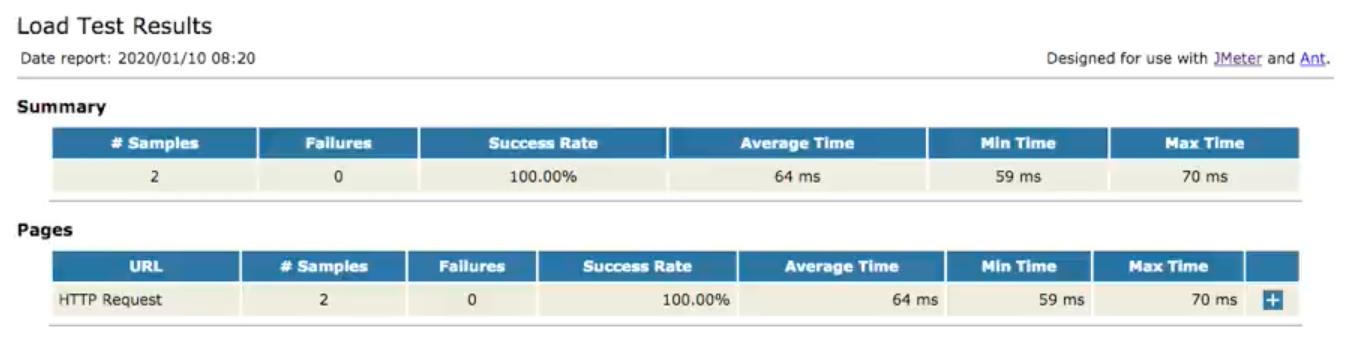 Load Test Results
Date report: 2020/01/10 08:20 Designed for use with JMeter and Ant.
Summary
# Samples Failures Success Rate Average Time Min Time Max Time
2 0 100.00% 64 ms 59 ms 70 ms
Pages
URL # Samples Failures Success Rate Average Time Min Time Max Time
HTTP Request 2 0 100.00% 64 ms 59 ms 70 ms +